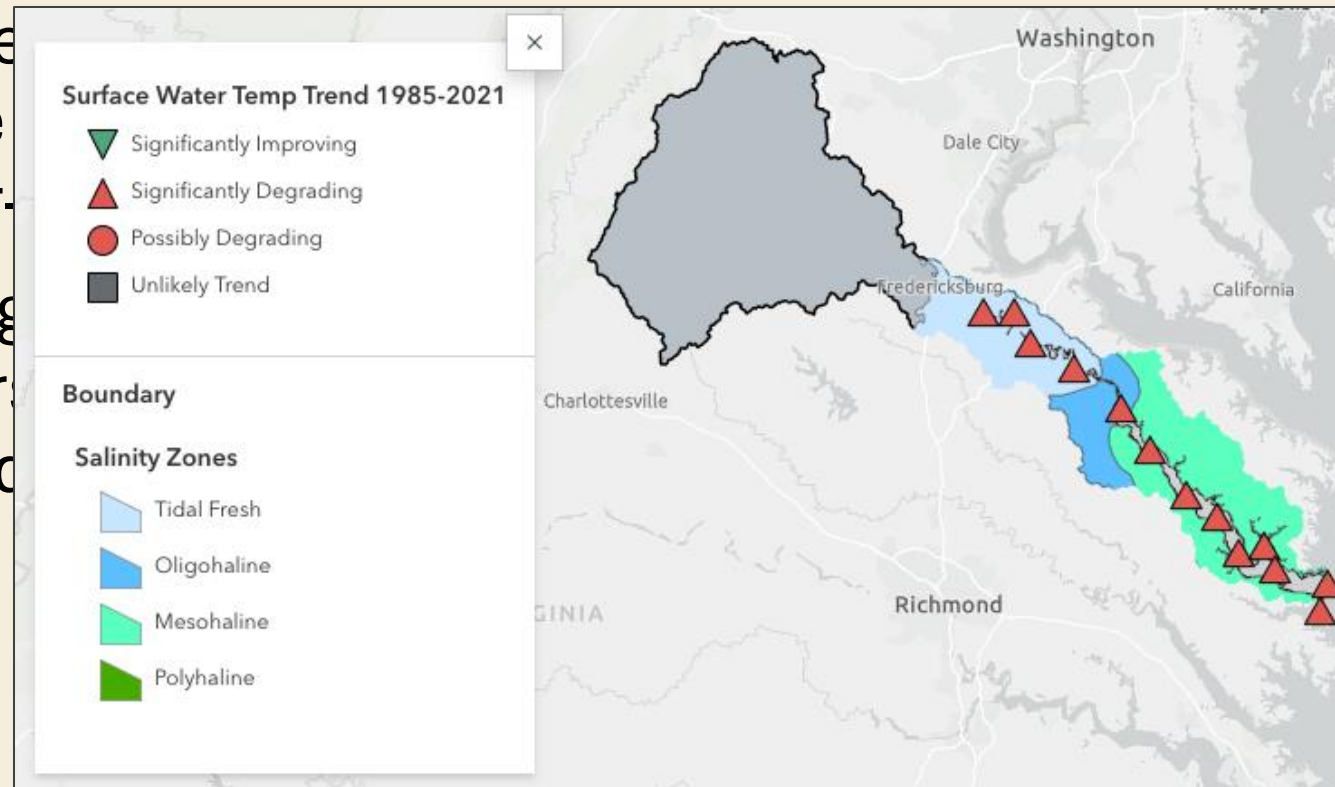 Surface Water Temp Trend 1985-2021
Significantly Improving
Significantly Degrading
Possibly Degrading
Unlikely Trend
Boundary
Salinity Zones
Tidal Fresh
Oligohaline
Mesohaline
Polyhaline
Washington
Dale City
Fredericksburg
California
Charlottesville
Richmond
GINIA